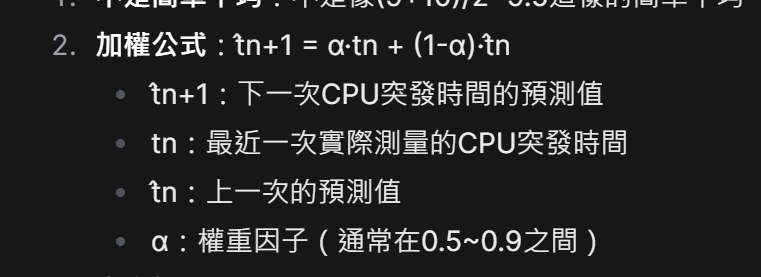 2. 加權公式：t̂n+1 = α·tn + (1-α)·t̂n
t̂n+1：下一次CPU突發時間的預測值
tn：最近一次實際測量的CPU突發時間
t̂n：上一次的預測值
α：權重因子（通常在0.5~0.9之間）